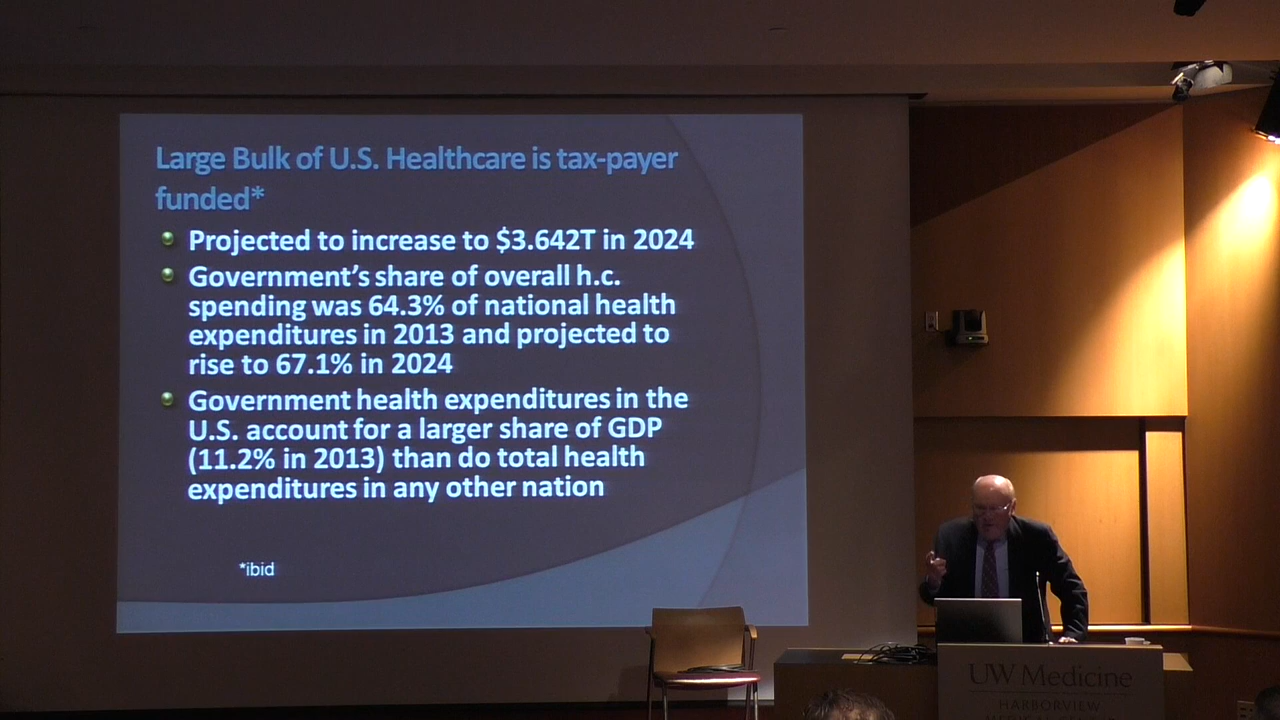 Large Bulk of U.S. Healthcare is tax-payer
funded*
Projected to increase to $3.642T in 2024
Government's share of overall h.c.
spending was 64.3% of national health
expenditures in 2013 and projected to
rise to 67.1% in 2024
Government health expenditures in the
U.S. account for a larger share of GDP
(11.2% in 2013) than do total health
expenditures in any other nation
*ibid
UW Medicine
HARBORVIEW